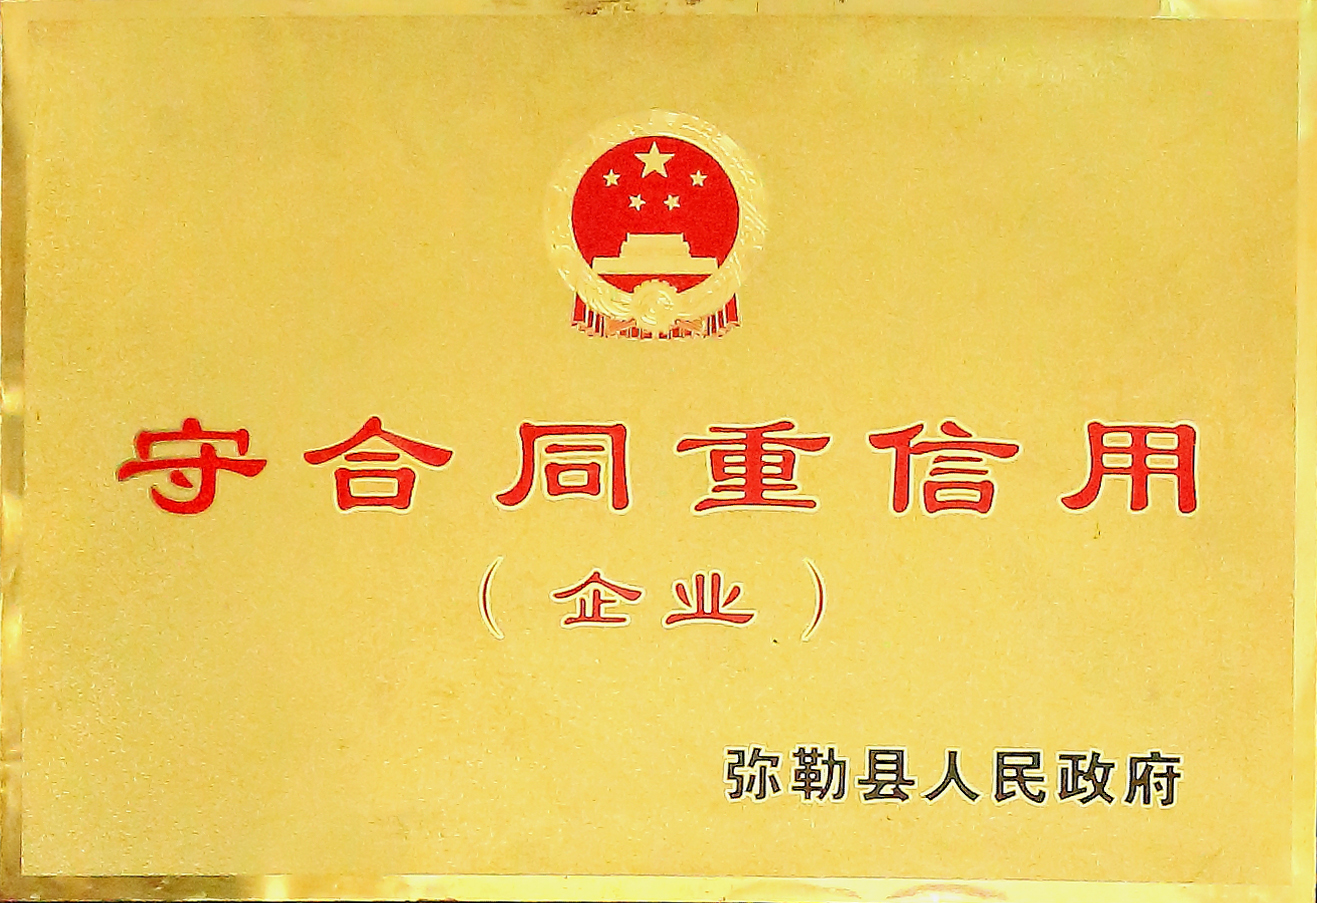 守合同重信用
（企业）
弥勒县人民政府